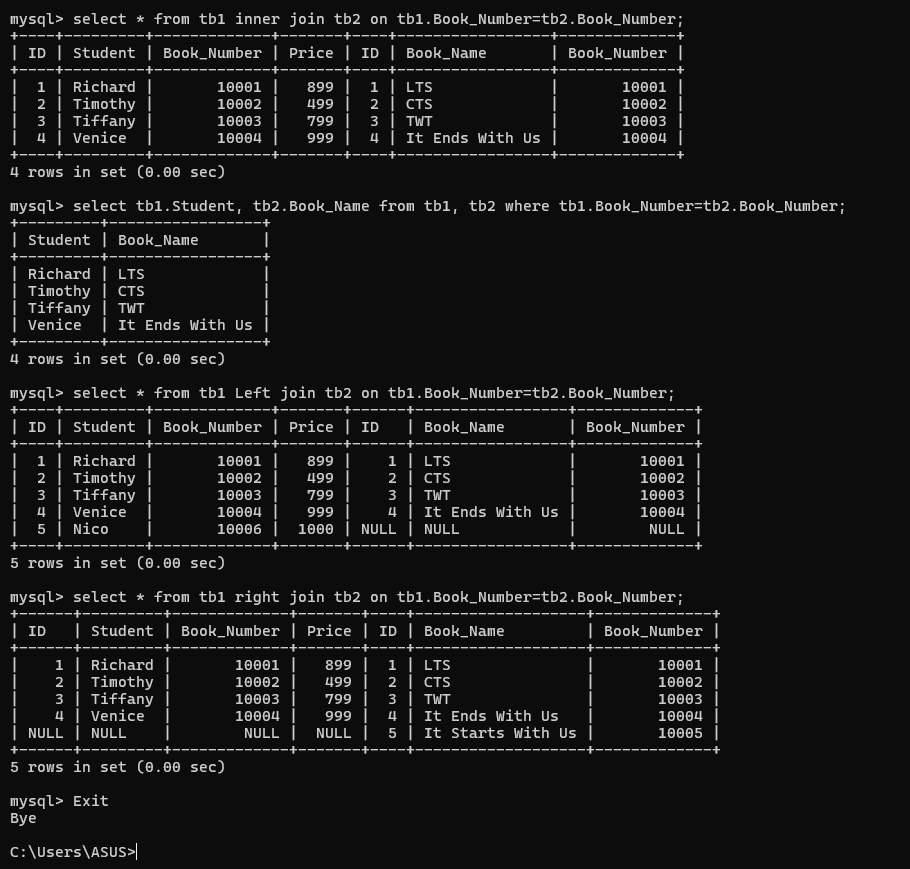 mysql> select * from tb1 inner join tb2 on tb1.Book_Number=tb2.Book_Number;
+----+---------+-------------+-------+----+-----------------+-------------+
| ID | Student | Book_Number | Price | ID | Book_Name       | Book_Number |
+----+---------+-------------+-------+----+-----------------+-------------+
|  1 | Richard |       10001 |   899 |  1 | LTS             |       10001 |
|  2 | Timothy |       10002 |   499 |  2 | CTS             |       10002 |
|  3 | Tiffany |       10003 |   799 |  3 | TWT             |       10003 |
|  4 | Venice  |       10004 |   999 |  4 | It Ends With Us |       10004 |
+----+---------+-------------+-------+----+-----------------+-------------+
4 rows in set (0.00 sec)

mysql> select tb1.Student, tb2.Book_Name from tb1, tb2 where tb1.Book_Number=tb2.Book_Number;
+---------+-----------------+
| Student | Book_Name       |
+---------+-----------------+
| Richard | LTS             |
| Timothy | CTS             |
| Tiffany | TWT             |
| Venice  | It Ends With Us |
+---------+-----------------+
4 rows in set (0.00 sec)

mysql> select * from tb1 Left join tb2 on tb1.Book_Number=tb2.Book_Number;
+----+---------+-------------+-------+------+-----------------+-------------+
| ID | Student | Book_Number | Price | ID   | Book_Name       | Book_Number |
+----+---------+-------------+-------+------+-----------------+-------------+
|  1 | Richard |       10001 |   899 |    1 | LTS             |       10001 |
|  2 | Timothy |       10002 |   499 |    2 | CTS             |       10002 |
|  3 | Tiffany |       10003 |   799 |    3 | TWT             |       10003 |
|  4 | Venice  |       10004 |   999 |    4 | It Ends With Us |       10004 |
|  5 | Nico    |       10006 |  1000 | NULL | NULL            |        NULL |
+----+---------+-------------+-------+------+-----------------+-------------+
5 rows in set (0.00 sec)

mysql> select * from tb1 right join tb2 on tb1.Book_Number=tb2.Book_Number;
+------+---------+-------------+-------+----+-------------------+-------------+
| ID   | Student | Book_Number | Price | ID | Book_Name         | Book_Number |
+------+---------+-------------+-------+----+-------------------+-------------+
|    1 | Richard |       10001 |   899 |  1 | LTS               |       10001 |
|    2 | Timothy |       10002 |   499 |  2 | CTS               |       10002 |
|    3 | Tiffany |       10003 |   799 |  3 | TWT               |       10003 |
|    4 | Venice  |       10004 |   999 |  4 | It Ends With Us   |       10004 |
| NULL | NULL    |        NULL |  NULL |  5 | It Starts With Us |       10005 |
+------+---------+-------------+-------+----+-------------------+-------------+
5 rows in set (0.00 sec)

mysql> Exit
Bye

C:\Users\ASUS>